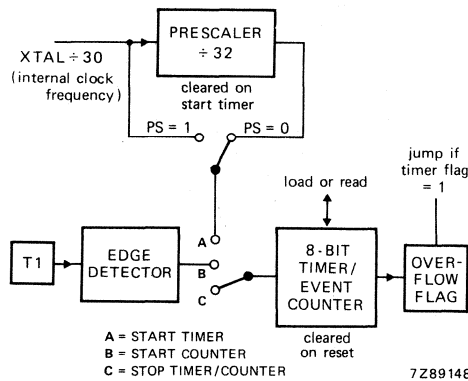 PRESCALER
÷ 32
XTAL ÷ 30
(internal clock
frequency)
cleared on
start timer
PS = 1
PS = 0
jump if
timer flag
= 1
load or read
T1
EDGE
DETECTOR
A
B
C
8-BIT
TIMER/
EVENT
COUNTER
OVER-
FLOW
FLAG
cleared
on reset
A = START TIMER
B = START COUNTER
C = STOP TIMER/COUNTER
7Z89148